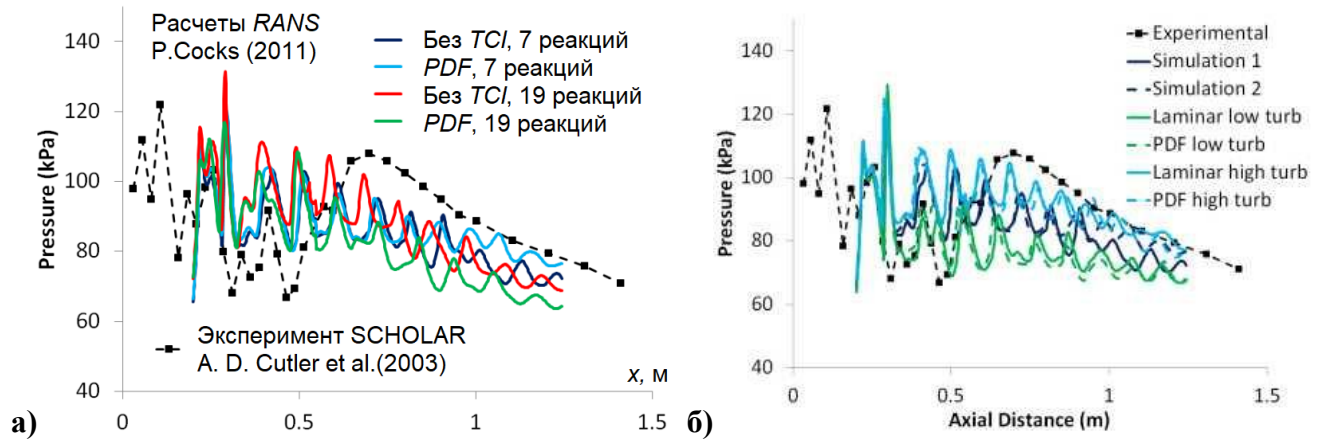 Расчеты RANS
P.Cocks (2011)
Без TCI, 7 реакций
PDF, 7 реакций
Без TCI, 19 реакций
PDF, 19 реакций
Эксперимент SCHOLAR
A. D. Cutler et al.(2003)
Pressure (kPa)
140
120
100
80
60
40
0
0.5
1
1.5
x, м
а)
Experimental
Simulation 1
Simulation 2
Laminar low turb
PDF low turb
Laminar high turb
PDF high turb
Pressure (kPa)
140
120
100
80
60
40
0
0.5
1
1.5
Axial Distance (m)
б)